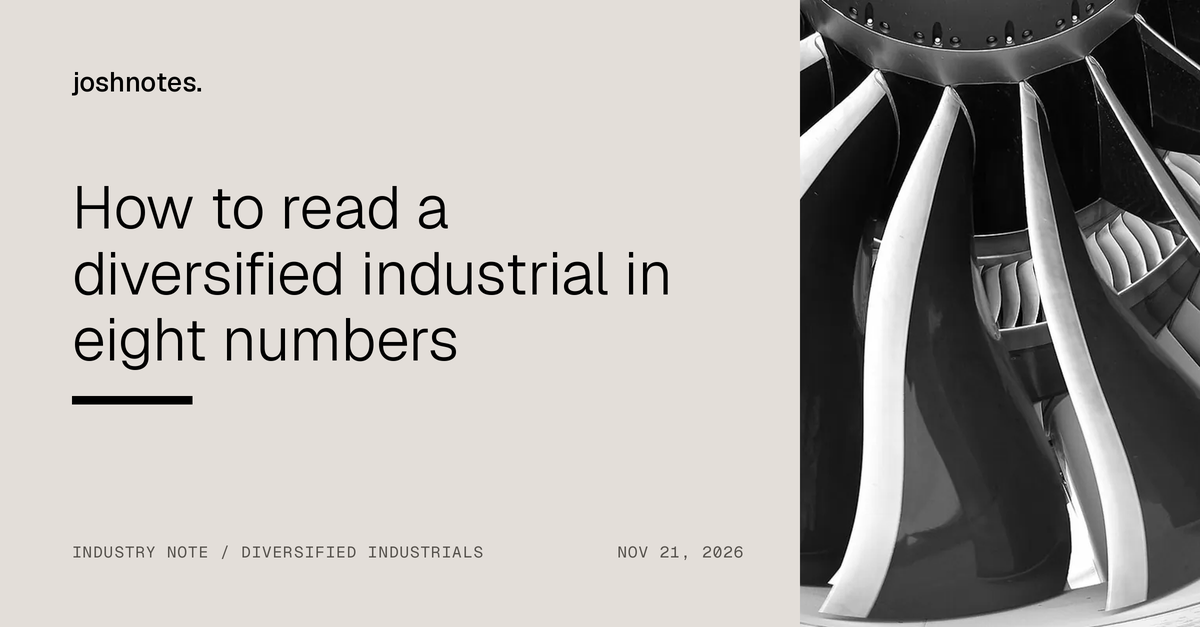 joshnotes.
How to read a
diversified industrial in
eight numbers
INDUSTRY NOTE / DIVERSIFIED INDUSTRIALS
NOV 21, 2026